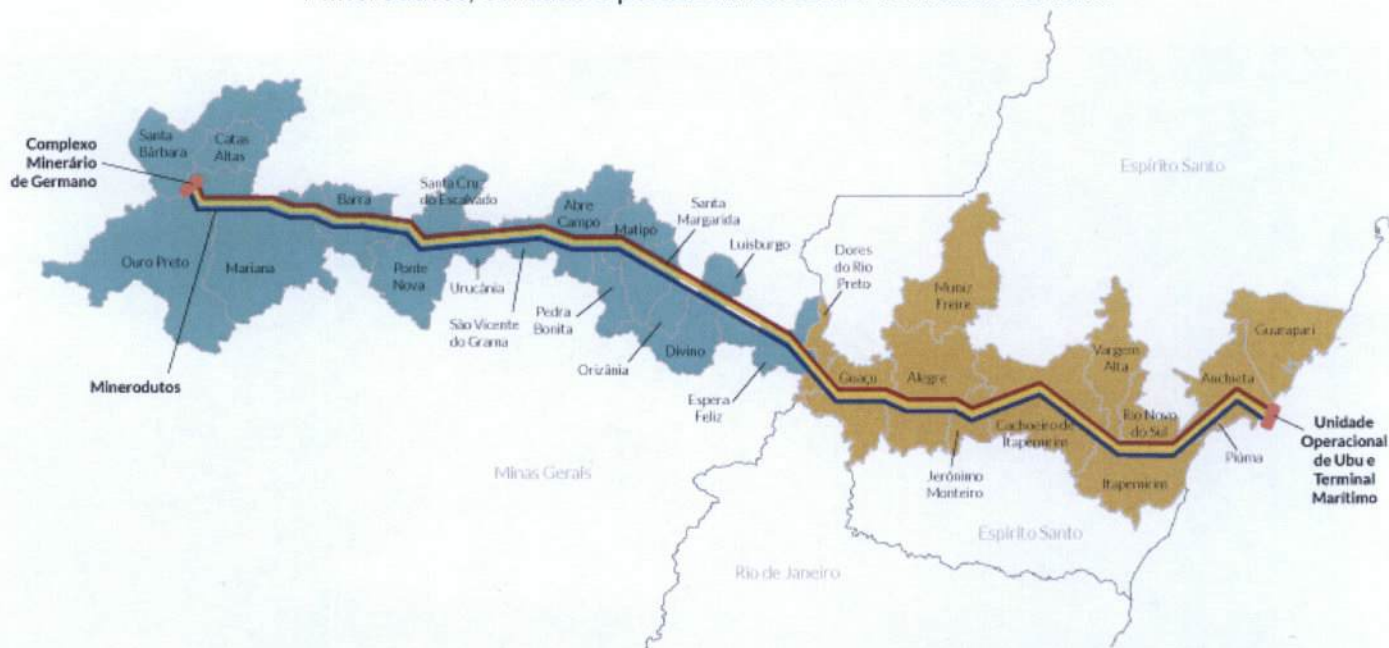 Complexo
Minerário
de Germano
Santa
Bárbara
Catas
Altas
Ouro Preto
Mariana
Minerodutos
Barra
Ponte
Nova
Santa Cruz
do Escalvado
Urucânia
São Vicente
do Grama
Abre
Campo
Matipó
Pedra
Bonita
Orizânia
Santa
Margarida
Divino
Luisburgo
Espera
Feliz
Minas Gerais
Dores
do Rio
Preto
Guaçu
Alegre
Muniz
Freire
Jerônimo
Monteiro
Cachoeiro de
Itapemirim
Vargem
Alta
Rio Novo
do Sul
Itapemirim
Espírito Santo
Guarapari
Anchieta
Piúma
Unidade
Operacional
de Ubu e
Terminal
Marítimo
Espírito Santo
Rio de Janeiro